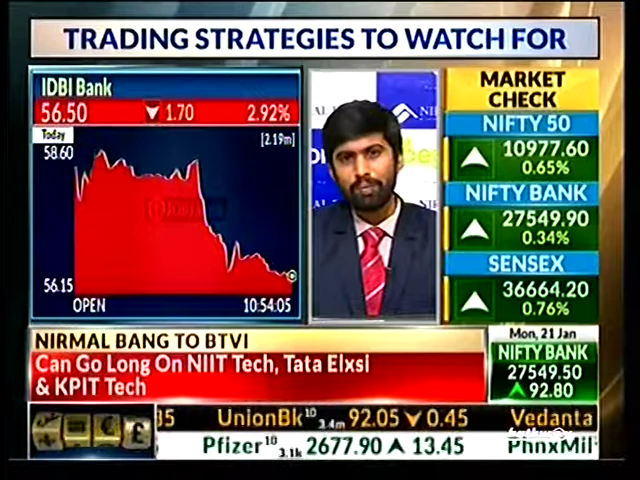 TRADING STRATEGIES TO WATCH FOR
IDBI Bank
56.50 1.70 2.92%
Today
[2.19m]
58.60
56.15
OPEN 10:54:05
MARKET
CHECK
NIFTY 50
10977.60
0.65%
NIFTY BANK
27549.90
0.34%
SENSEX
36664.20
0.76%
NIRMAL BANG TO BTVI
Can Go Long On NIIT Tech, Tata Elxsi
& KPIT Tech
Mon, 21 Jan
NIFTY BANK
27549.50
92.80
35 UnionBk 10 3.4m 92.05 0.45 Vedanta
Pfizer 10 3.1k 2677.90 13.45 PhnxMil